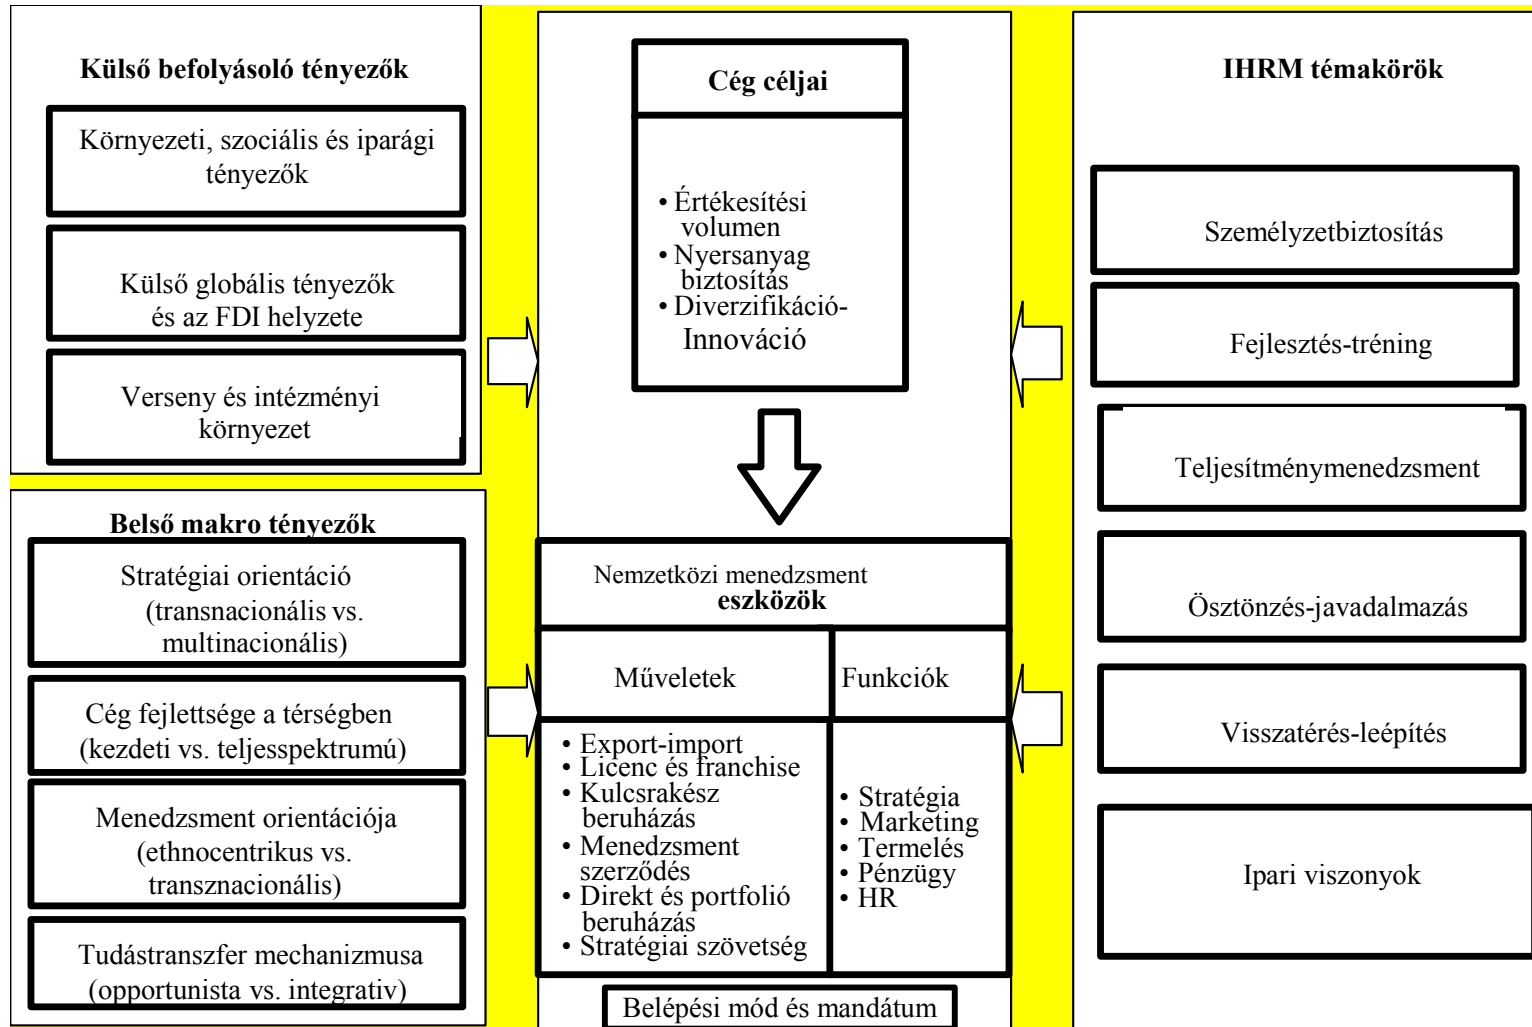 Külső befolyásoló tényezők
Környezeti, szociális és iparági
tényezők
Külső globális tényezők
és az FDI helyzete
Verseny és intézményi
környezet
Belső makro tényezők
Stratégiai orientáció
(transnacionális vs.
multinacionális)
Cég fejlettsége a térségben
(kezdeti vs. teljesspektrumú)
Menedzsment orientációja
(ethnocentrikus vs.
transznacionális)
Tudástranszfer mechanizmusa
(opportunista vs. integrativ)
Cég céljai
• Értékesítési
volumen
• Nyersanyag
biztosítás
• Diverzifikáció-
Innováció
Nemzetközi menedzsment
eszközök
Műveletek
• Export-import
• Licenc és franchise
• Kulcsrakész
beruházás
• Menedzsment
szerződés
• Direkt és portfolió
beruházás
• Stratégiai szövetség
Funkciók
• Stratégia
• Marketing
• Termelés
• Pénzügy
• HR
Belépési mód és mandátum
IHRM témakörök
Személyzetbiztosítás
Fejlesztés-tréning
Teljesítménymenedzsment
Ösztönzés-javadalmazás
Visszatérés-leépítés
Ipari viszonyok